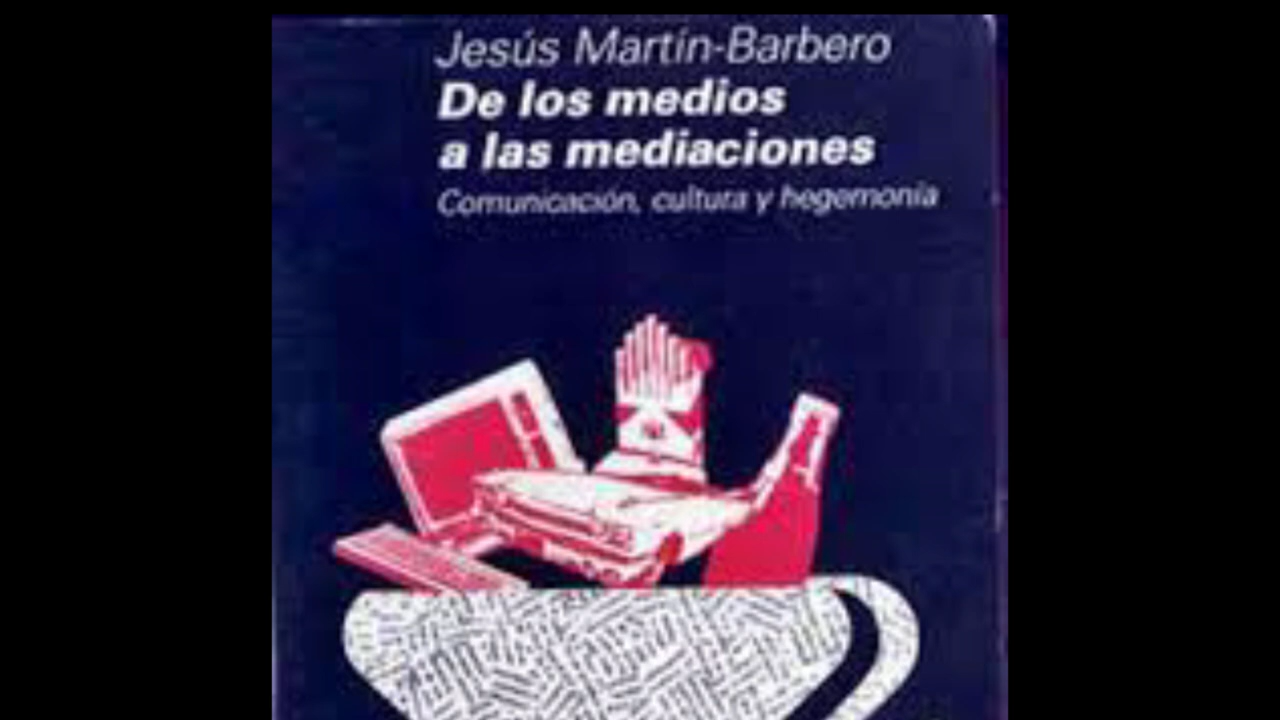 Jesús Martín-Barbero
De los medios
a las mediaciones
Comunicación, cultura y hegemonía